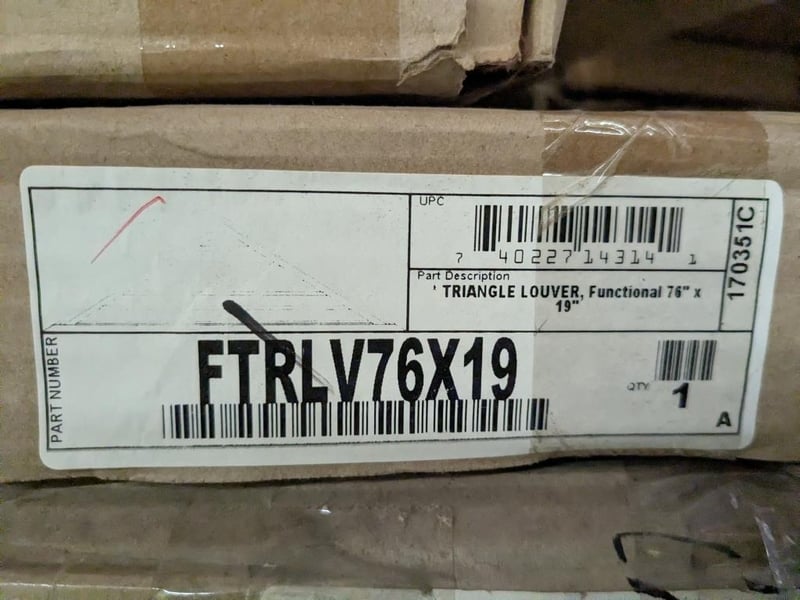 UPC
7 40227 14314 1
Part Description
' TRIANGLE LOUVER, Functional 76" x
19"
170351C
PART NUMBER
FTRLV76X19
QTY
1
A